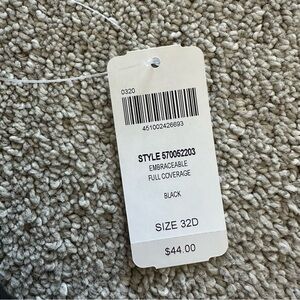 0320
451002426693
STYLE 570052203
EMBRACEABLE
FULL COVERAGE
BLACK
SIZE 32D
$44.00